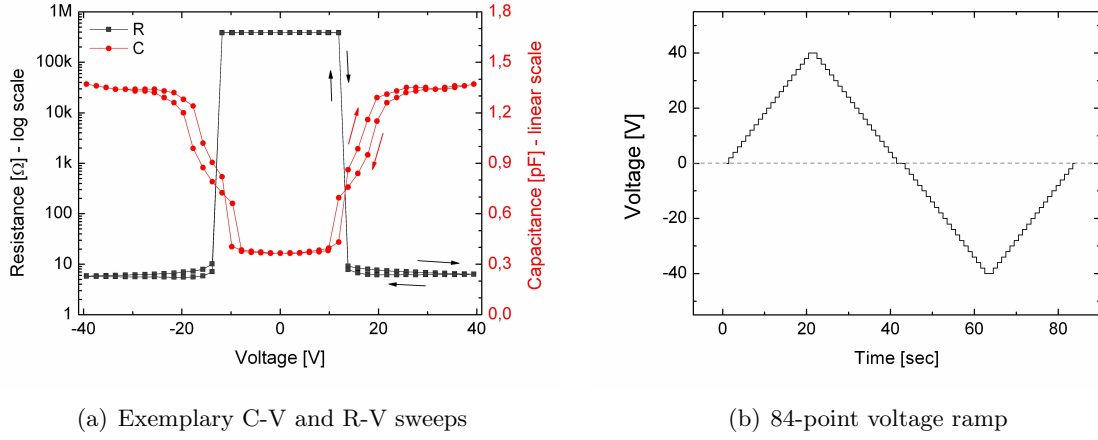 1M
100k
10k
1k
100
10
1
Resistance [Ω] - log scale
R
C
1,8
1,5
1,2
0,9
0,6
0,3
0,0
Capacitance [pF] - linear scale
-40
-20
0
20
40
Voltage [V]
(a) Exemplary C-V and R-V sweeps
40
20
0
-20
-40
Voltage [V]
0
20
40
60
80
Time [sec]
(b) 84-point voltage ramp